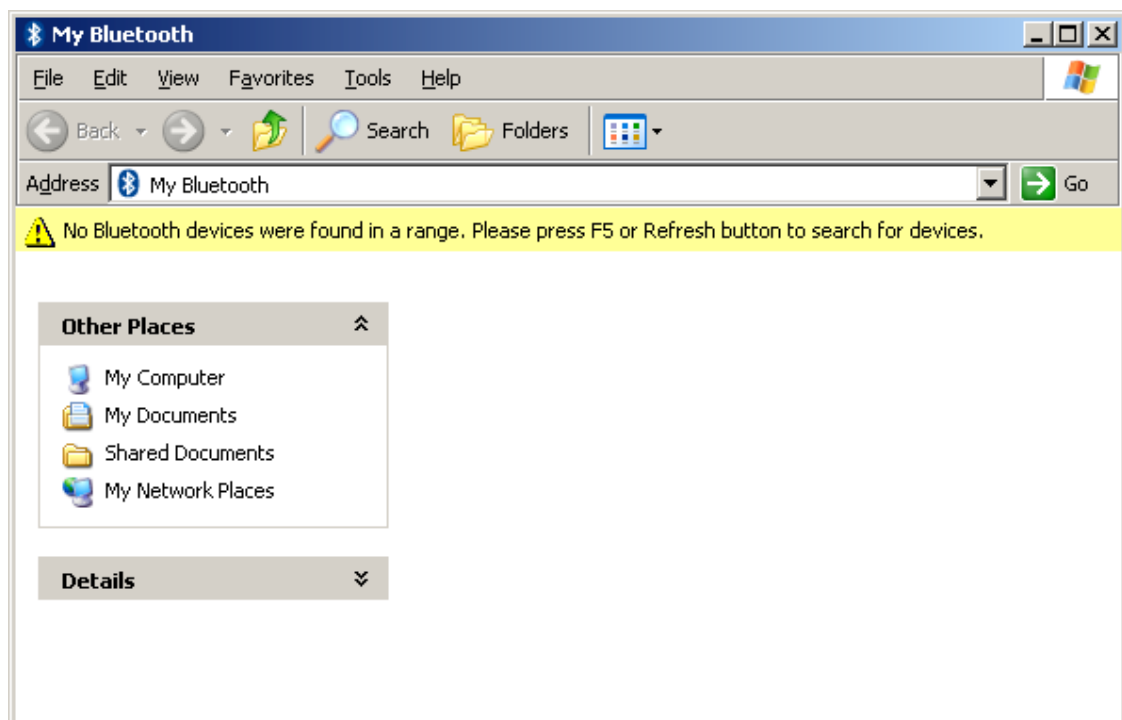 My Bluetooth
File Edit View Favorites Tools Help
Back Search Folders
Address My Bluetooth Go
No Bluetooth devices were found in a range. Please press F5 or Refresh button to search for devices.
Other Places
My Computer
My Documents
Shared Documents
My Network Places
Details